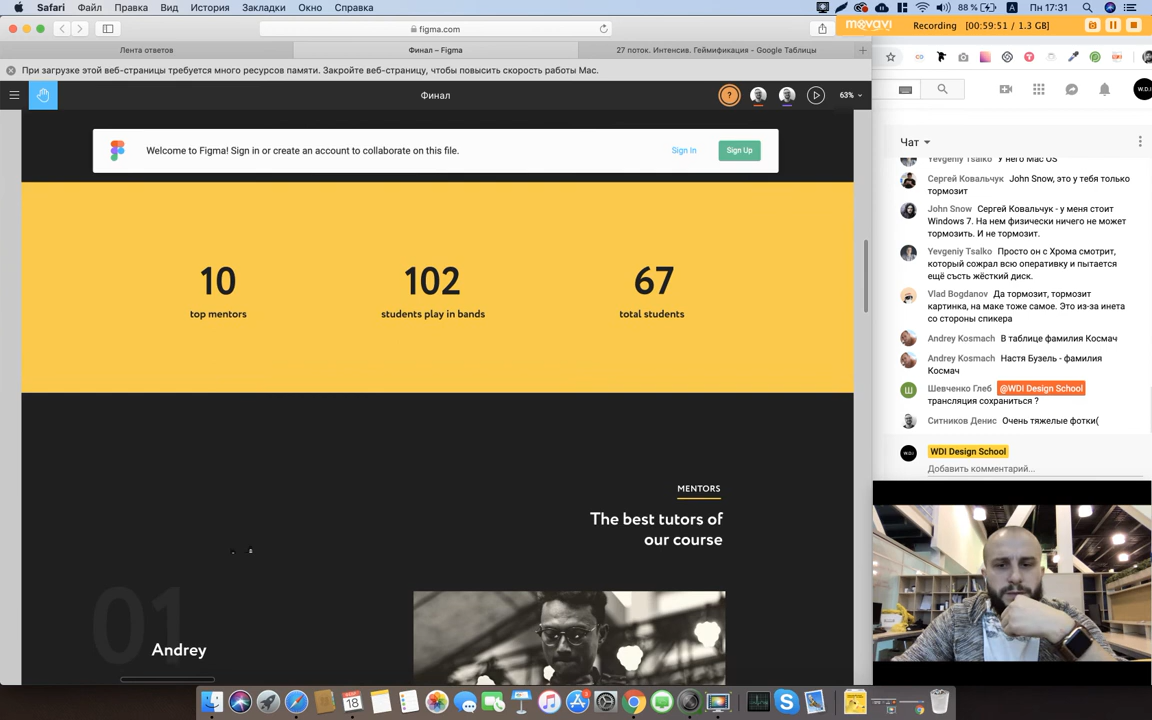 Safari Файл Правка Вид История Закладки Окно Справка
88 % Пн 17:31
movavi Recording [00:59:51 / 1.3 GB]
figma.com
Лента ответов Финал – Figma 27 поток. Интенсив. Геймификация - Google Таблицы
При загрузке этой веб-страницы требуется много ресурсов памяти. Закройте веб-страницу, чтобы повысить скорость работы Mac.
Финал
?
63%
Welcome to Figma! Sign in or create an account to collaborate on this file.
Sign In
Sign Up
10
top mentors
102
students play in bands
67
total students
MENTORS
The best tutors of
our course
01
Andrey
Чат
Yevgeniy Tsalko У него Mac OS
Сергей Ковальчук John Snow, это у тебя только
тормозит
John Snow Сергей Ковальчук - у меня стоит
Windows 7. На нем физически ничего не может
тормозить. И не тормозит.
Yevgeniy Tsalko Просто он с Хрома смотрит,
который сожрал всю оперативку и пытается
ещё състь жёсткий диск.
Vlad Bogdanov Да тормозит, тормозит
картинка, на маке тоже самое. Это из-за инета
со стороны спикера
Andrey Kosmach В таблице фамилия Космач
Andrey Kosmach Настя Бузель - фамилия
Космач
Ш
Шевченко Глеб @WDI Design School
трансляция сохраниться ?
Ситников Денис Очень тяжелые фотки(
WDI Design School
Добавить комментарий...
18